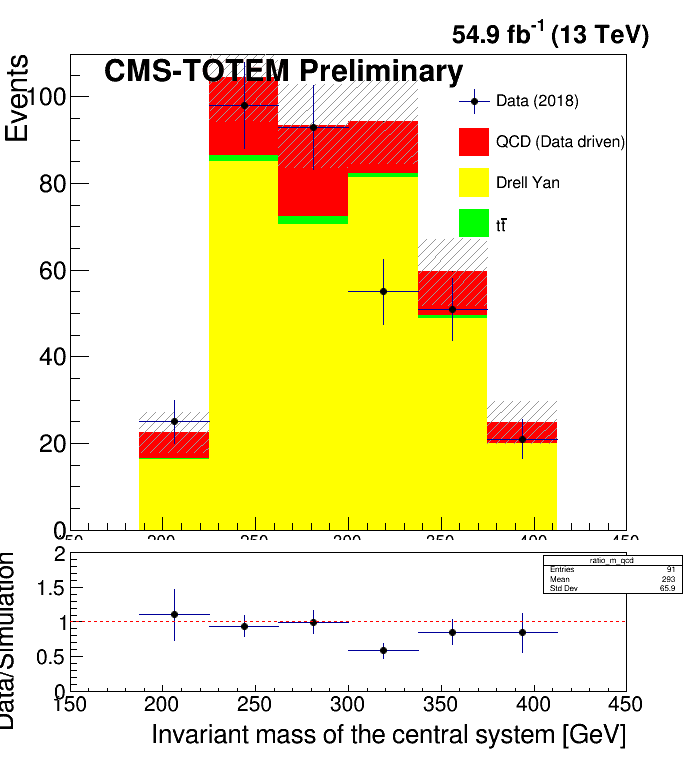 54.9 fb⁻¹ (13 TeV)
CMS-TOTEM Preliminary
Events
100
80
60
40
20
0
Data (2018)
QCD (Data driven)
Drell Yan
tt̄
150 200 250 300 350 400 450
Data/Simulation
2
1.5
1
0.5
0
ratio_m_qcd
Entries 91
Mean 293
Std Dev 65.9
150 200 250 300 350 400 450
Invariant mass of the central system [GeV]